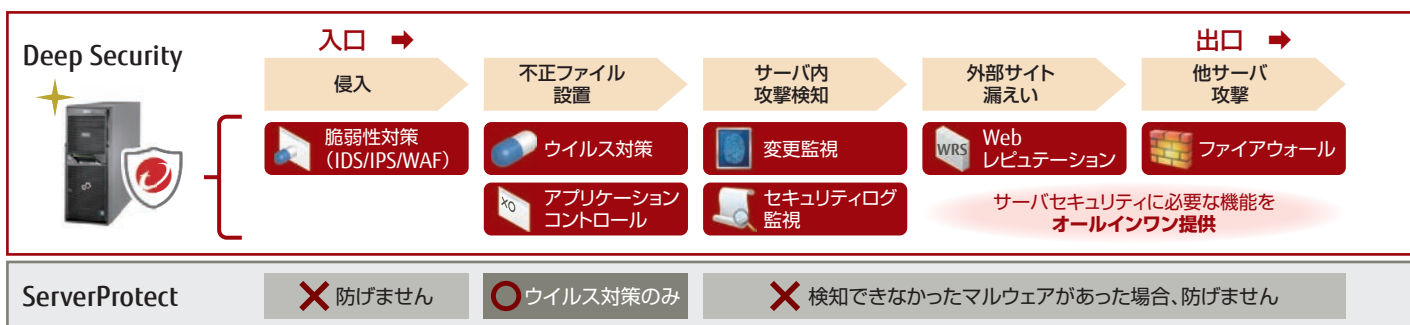 Deep Security
入口 ➡
出口 ➡
侵入
不正ファイル
設置
サーバ内
攻撃検知
外部サイト
漏えい
他サーバ
攻撃
脆弱性対策
（IDS/IPS/WAF）
ウイルス対策
変更監視
WRS
Web
レピュテーション
ファイアウォール
XO
アプリケーション
コントロール
セキュリティログ
監視
サーバセキュリティに必要な機能を
オールインワン提供
ServerProtect
防げません
ウイルス対策のみ
検知できなかったマルウェアがあった場合、防げません